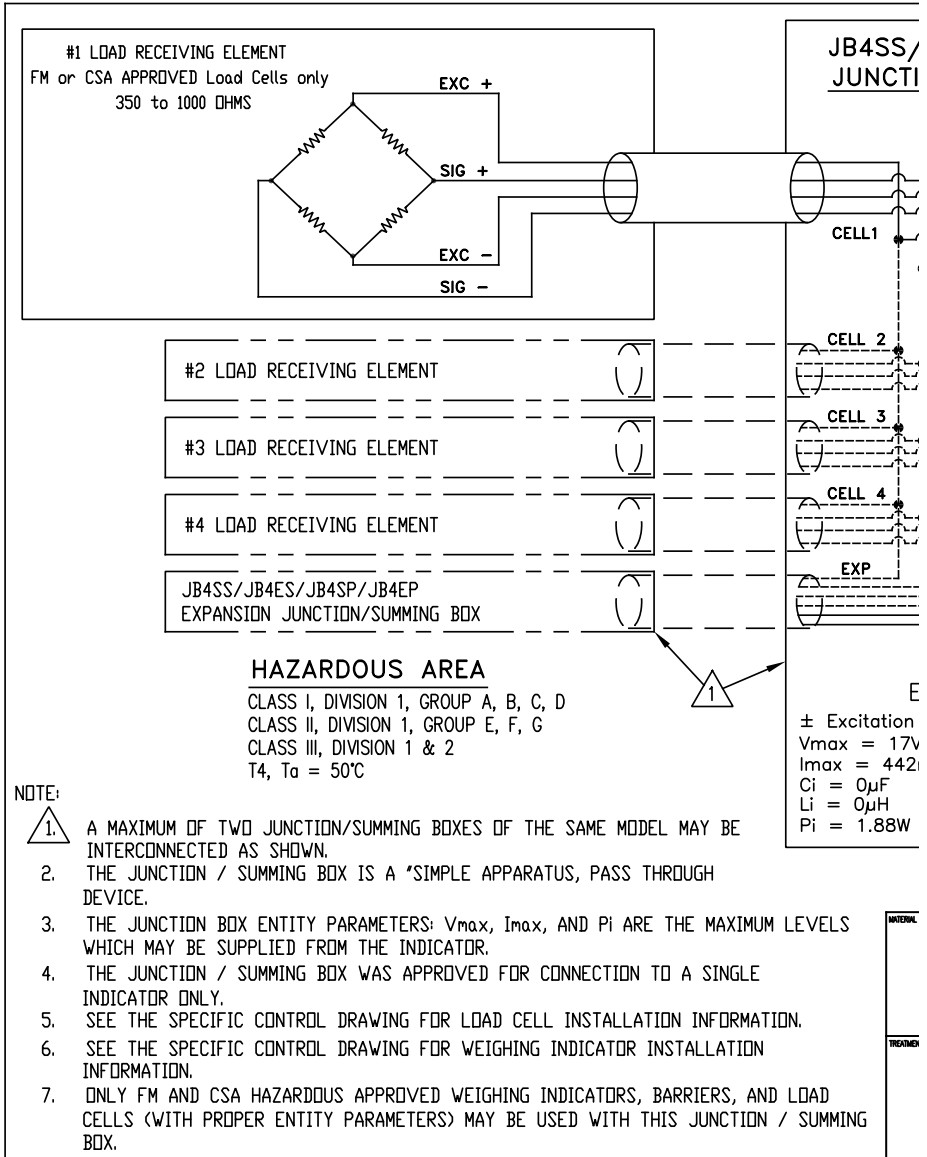 #1 LOAD RECEIVING ELEMENT
FM or CSA APPROVED Load Cells only
350 to 1000 OHMS
EXC +
SIG +
EXC -
SIG -
JB4SS/
JUNCTI
CELL1
CELL 2
#2 LOAD RECEIVING ELEMENT
CELL 3
#3 LOAD RECEIVING ELEMENT
CELL 4
#4 LOAD RECEIVING ELEMENT
EXP
JB4SS/JB4ES/JB4SP/JB4EP
EXPANSION JUNCTION/SUMMING BOX
HAZARDOUS AREA
CLASS I, DIVISION 1, GROUP A, B, C, D
CLASS II, DIVISION 1, GROUP E, F, G
CLASS III, DIVISION 1 & 2
T4, Ta = 50°C
1
E
± Excitation
Vmax = 17V
Imax = 442
Ci = 0µF
Li = 0µH
Pi = 1.88W
NOTE:
1. A MAXIMUM OF TWO JUNCTION/SUMMING BOXES OF THE SAME MODEL MAY BE
INTERCONNECTED AS SHOWN.
2. THE JUNCTION / SUMMING BOX IS A "SIMPLE APPARATUS, PASS THROUGH
DEVICE.
3. THE JUNCTION BOX ENTITY PARAMETERS: Vmax, Imax, AND Pi ARE THE MAXIMUM LEVELS
WHICH MAY BE SUPPLIED FROM THE INDICATOR.
4. THE JUNCTION / SUMMING BOX WAS APPROVED FOR CONNECTION TO A SINGLE
INDICATOR ONLY.
5. SEE THE SPECIFIC CONTROL DRAWING FOR LOAD CELL INSTALLATION INFORMATION.
6. SEE THE SPECIFIC CONTROL DRAWING FOR WEIGHING INDICATOR INSTALLATION
INFORMATION.
7. ONLY FM AND CSA HAZARDOUS APPROVED WEIGHING INDICATORS, BARRIERS, AND LOAD
CELLS (WITH PROPER ENTITY PARAMETERS) MAY BE USED WITH THIS JUNCTION / SUMMING
BOX.
MATERIAL
TREATMEN